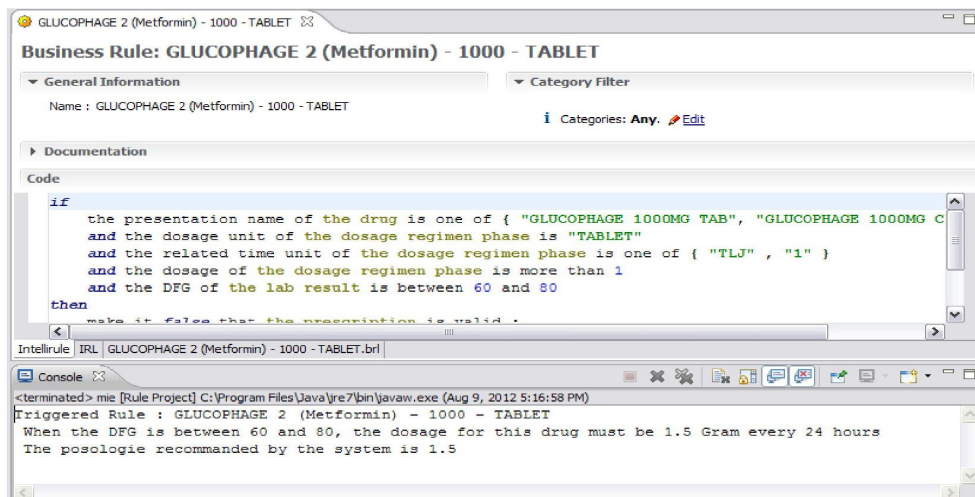 GLUCOPHAGE 2 (Metformin) - 1000 - TABLET
Business Rule: GLUCOPHAGE 2 (Metformin) - 1000 - TABLET
General Information
Category Filter
Name : GLUCOPHAGE 2 (Metformin) - 1000 - TABLET
i Categories: Any. Edit
Documentation
Code
if
the presentation name of the drug is one of { "GLUCOPHAGE 1000MG TAB", "GLUCOPHAGE 1000MG C
and the dosage unit of the dosage regimen phase is "TABLET"
and the related time unit of the dosage regimen phase is one of { "TLJ" , "1" }
and the dosage of the dosage regimen phase is more than 1
and the DFG of the lab result is between 60 and 80
then
make it false that the prescription is valid ;
Intellirule IRL GLUCOPHAGE 2 (Metformin) - 1000 - TABLET.brl
Console
<terminated> mie [Rule Project] C:\Program Files\Java\jre7\bin\javaw.exe (Aug 9, 2012 5:16:58 PM)
Triggered Rule : GLUCOPHAGE 2 (Metformin) - 1000 - TABLET
When the DFG is between 60 and 80, the dosage for this drug must be 1.5 Gram every 24 hours
The posologie recommanded by the system is 1.5